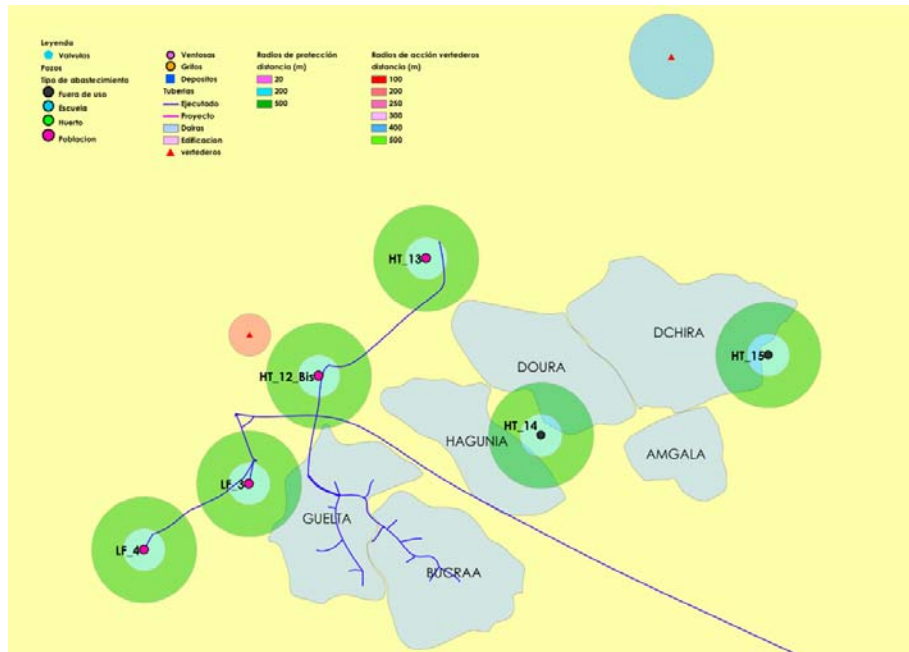 Leyenda
Valvulas
Pozos
Tipo de abastecimiento
Fuera de uso
Escuela
Huerto
Poblacion
Ventosas
Grifos
Depositos
Tuberias
Ejecutado
Proyecto
Dairas
Edificacion
vertederos
Radios de protección
distancia (m)
20
200
500
Radios de acción vertederos
distancia (m)
100
200
250
300
400
500
HT_13
DCHIRA
HT_15
DOURA
HT_12_Bis
HT_14
HAGUNIA
AMGALA
LF_3
GUELTA
LF_4
BUCRAA